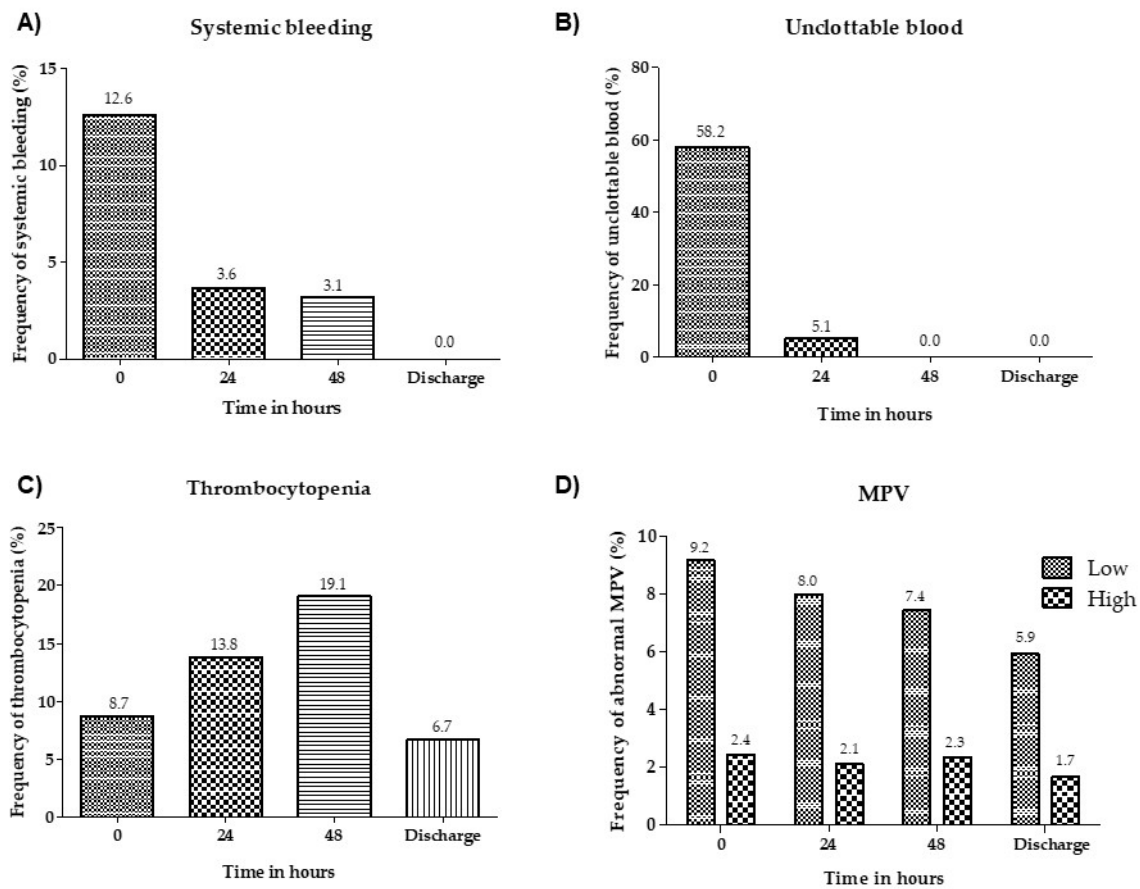 A)
Systemic bleeding
Frequency of systemic bleeding (%)
15
10
5
0
12.6
3.6
3.1
0.0
0
24
48
Discharge
Time in hours
B)
Unclottable blood
Frequency of unclottable blood (%)
80
60
40
20
0
58.2
5.1
0.0
0.0
0
24
48
Discharge
Time in hours
C)
Thrombocytopenia
Frequency of thrombocytopenia (%)
25
20
15
10
5
0
8.7
13.8
19.1
6.7
0
24
48
Discharge
Time in hours
D)
MPV
Frequency of abnormal MPV (%)
10
8
6
4
2
0
9.2
2.4
8.0
2.1
7.4
2.3
5.9
1.7
Low
High
0
24
48
Discharge
Time in hours